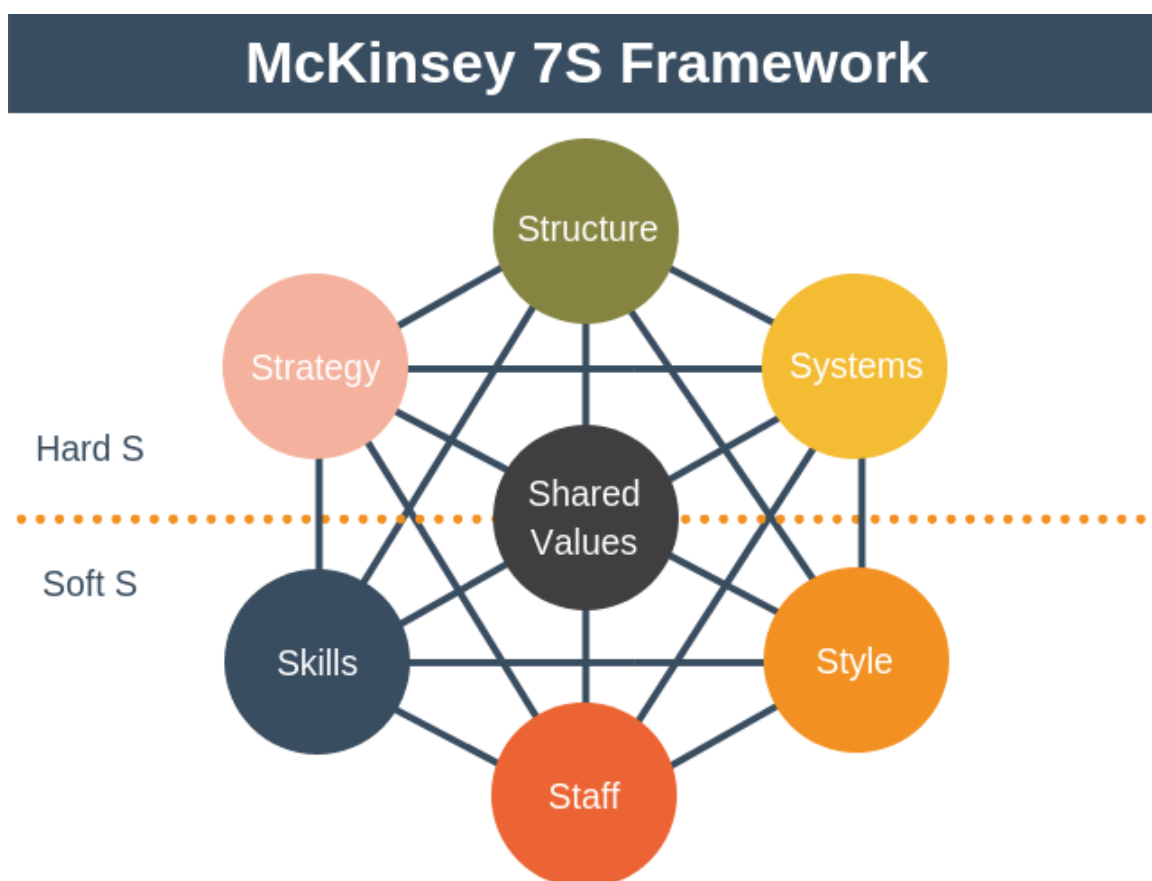 McKinsey 7S Framework
Structure
Strategy
Systems
Hard S
Shared
Values
Soft S
Skills
Style
Staff